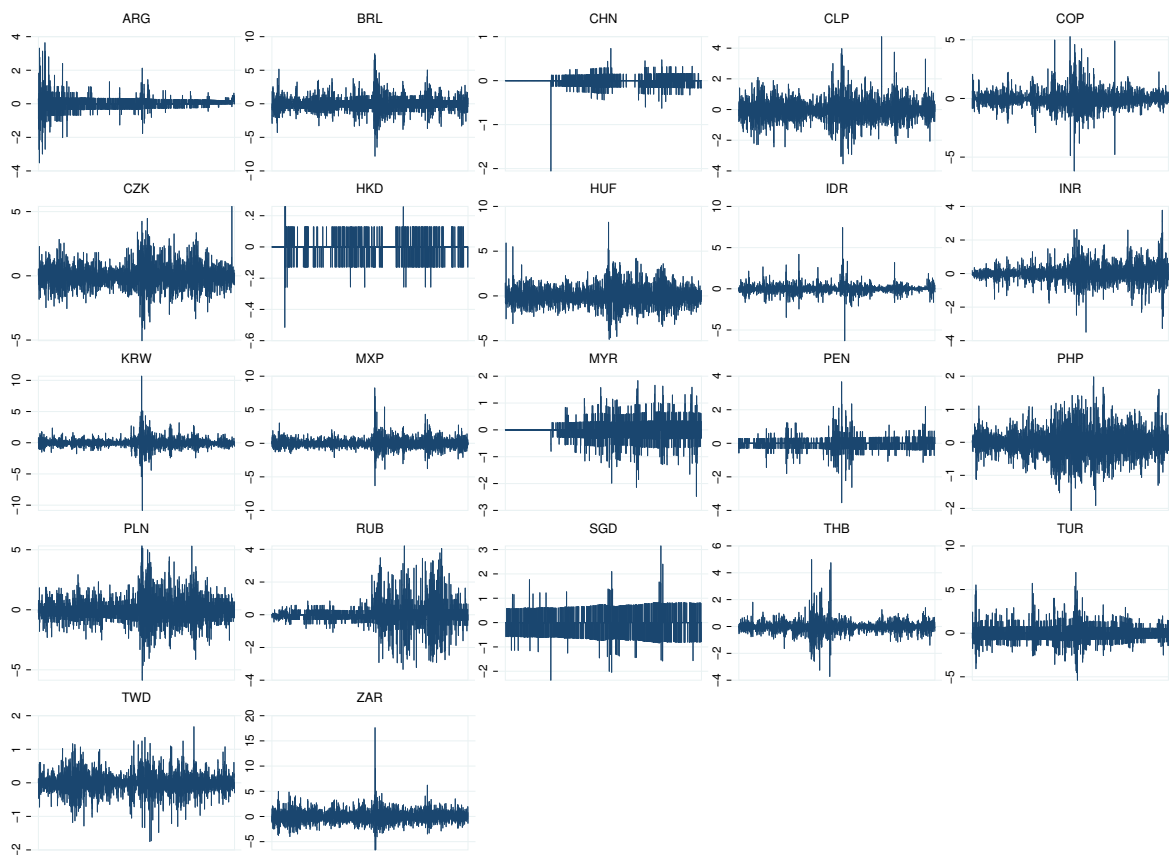 ARG BRL CHN CLP COP
4 2 0 −2 −4
10 5 0 −5 −10
1 0 −1 −2
4 2 0 −2 −4
5 0 −5
CZK HKD HUF IDR INR
5 0 −5
.2 0 −.2 −.4 −.6
10 5 0 −5
10 5 0 −5
4 2 0 −2 −4
KRW MXP MYR PEN PHP
10 5 0 −5 −10
10 5 0 −5 −10
2 1 0 −1 −2 −3
4 2 0 −2 −4
2 1 0 −1 −2
PLN RUB SGD THB TUR
5 0 −5
4 2 0 −2 −4
3 2 1 0 −1 −2
6 4 2 0 −2 −4
10 5 0 −5
TWD ZAR
2 1 0 −1 −2
20 15 10 5 0 −5